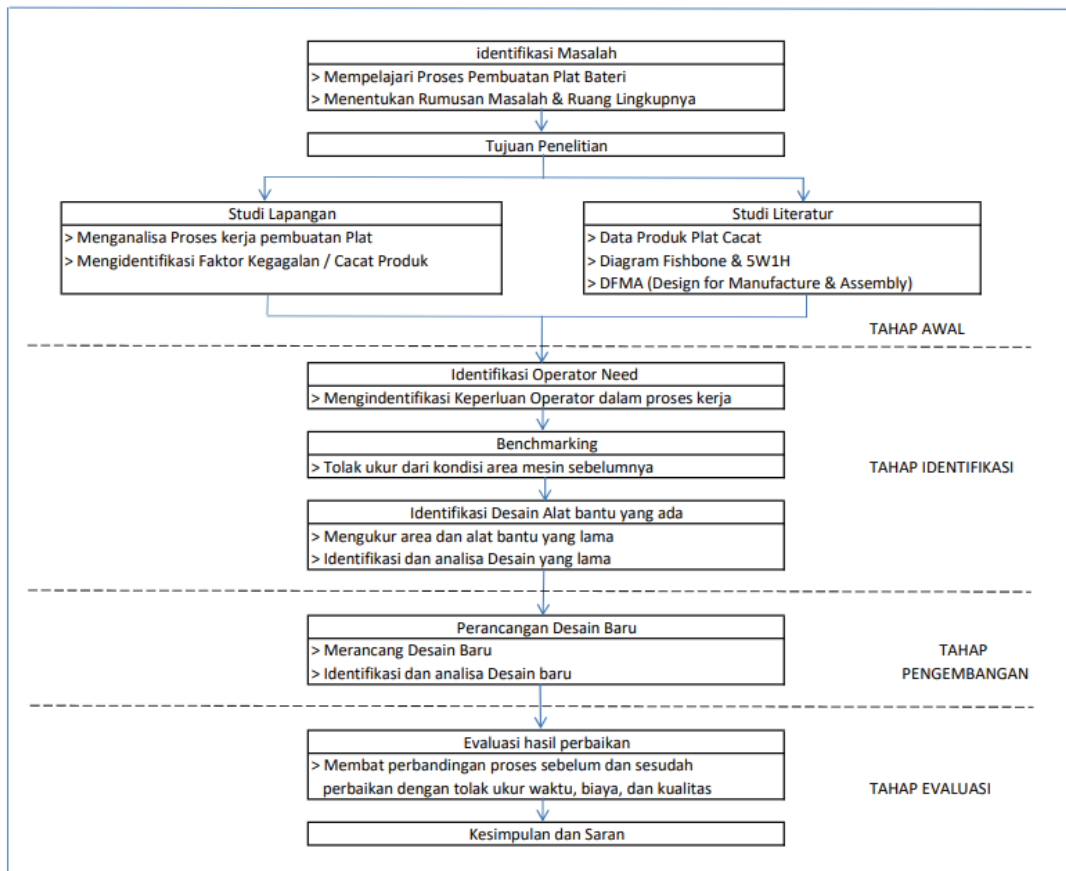 identifikasi Masalah
> Mempelajari Proses Pembuatan Plat Bateri
> Menentukan Rumusan Masalah & Ruang Lingkupnya
Tujuan Penelitian
Studi Lapangan
> Menganalisa Proses kerja pembuatan Plat
> Mengidentifikasi Faktor Kegagalan / Cacat Produk
Studi Literatur
> Data Produk Plat Cacat
> Diagram Fishbone & 5W1H
> DFMA (Design for Manufacture & Assembly)
TAHAP AWAL
Identifikasi Operator Need
> Mengindentifikasi Keperluan Operator dalam proses kerja
Benchmarking
> Tolak ukur dari kondisi area mesin sebelumnya
TAHAP IDENTIFIKASI
Identifikasi Desain Alat bantu yang ada
> Mengukur area dan alat bantu yang lama
> Identifikasi dan analisa Desain yang lama
Perancangan Desain Baru
> Merancang Desain Baru
> Identifikasi dan analisa Desain baru
TAHAP
PENGEMBANGAN
Evaluasi hasil perbaikan
> Membat perbandingan proses sebelum dan sesudah
perbaikan dengan tolak ukur waktu, biaya, dan kualitas
TAHAP EVALUASI
Kesimpulan dan Saran